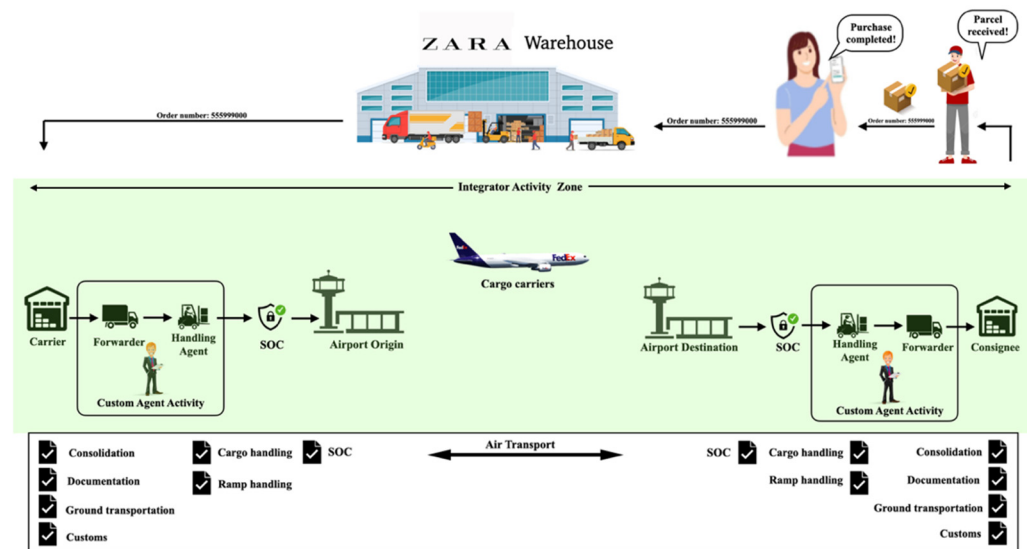 ZARA Warehouse
Purchase
completed!
Parcel
received!
Order number: 555999000
Order number: 555999000
Order number: 555999000
Integrator Activity Zone
FedEx
FedEx
Cargo carriers
Carrier
Forwarder
Handling
Agent
SOC
Airport Origin
Custom Agent Activity
Airport Destination
SOC
Handling
Agent
Forwarder
Consignee
Custom Agent Activity
Air Transport
Consolidation
Documentation
Ground transportation
Customs
Cargo handling
Ramp handling
SOC
SOC
Cargo handling
Ramp handling
Consolidation
Documentation
Ground transportation
Customs